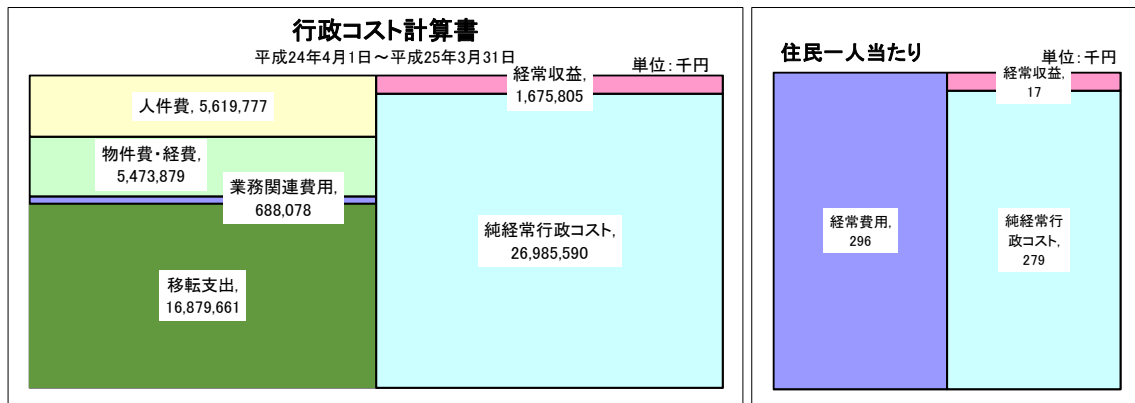 行政コスト計算書
平成24年4月1日～平成25年3月31日
単位：千円
人件費, 5,619,777
物件費・経費,
5,473,879
業務関連費用,
688,078
移転支出,
16,879,661
経常収益,
1,675,805
純経常行政コスト,
26,985,590
住民一人当たり
単位：千円
経常費用,
296
経常収益,
17
純経常行
政コスト,
279